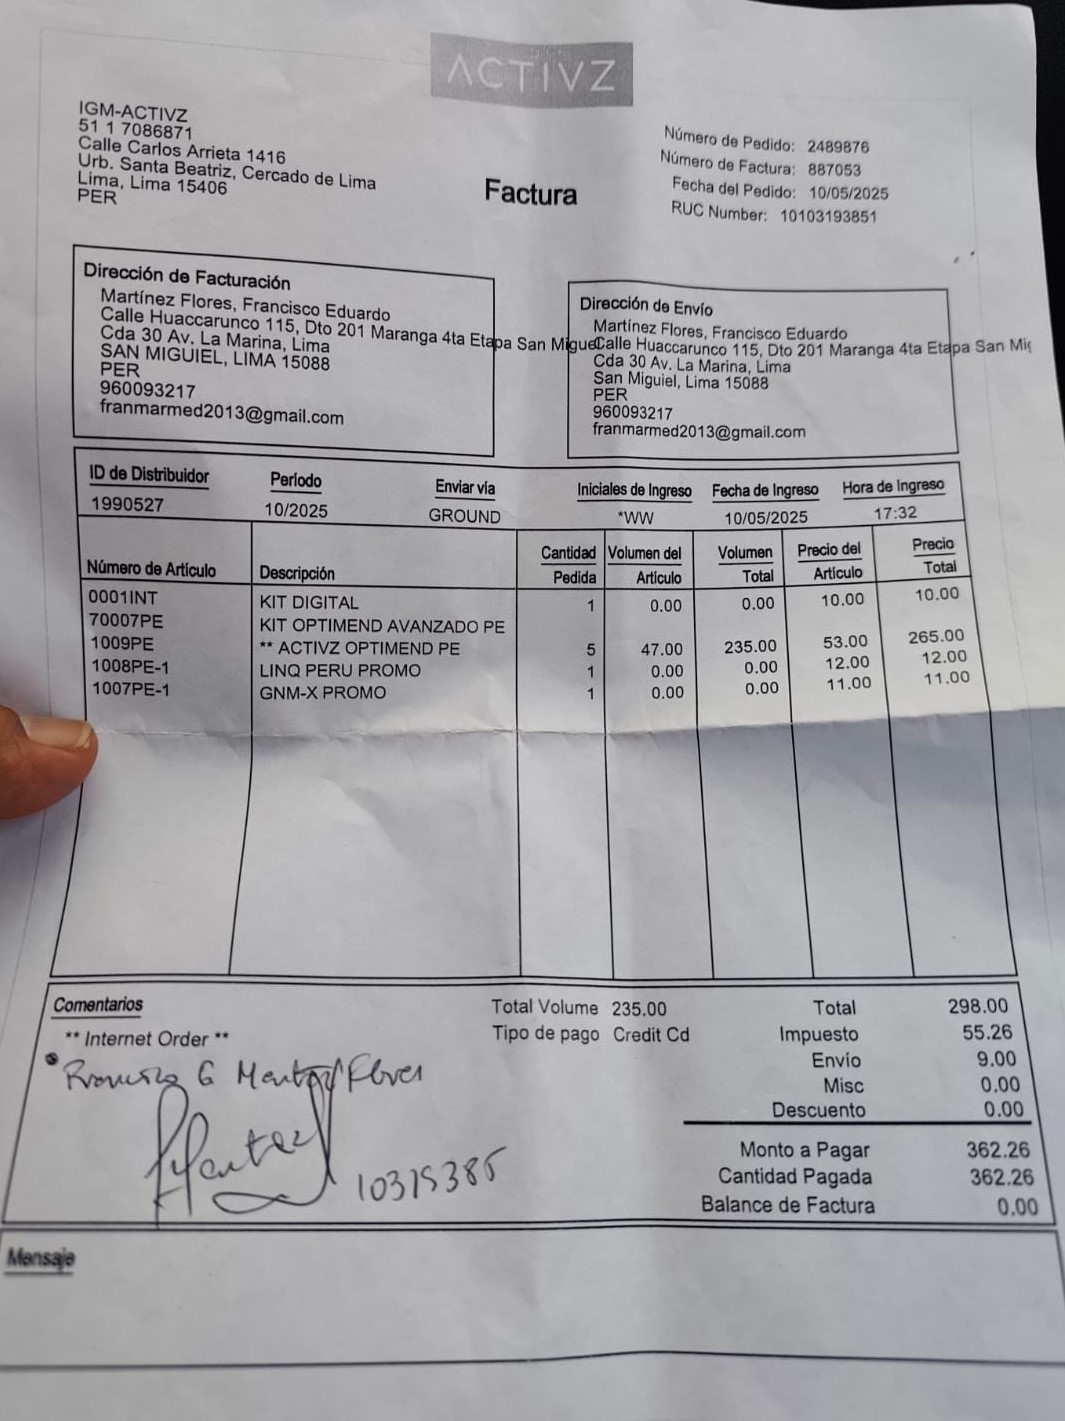 ACTIVZ
IGM-ACTIVZ
51 1 7086871
Calle Carlos Arrieta 1416
Urb. Santa Beatriz, Cercado de Lima
Lima, Lima 15406
PER
Factura
Número de Pedido: 2489876
Número de Factura: 887053
Fecha del Pedido: 10/05/2025
RUC Number: 10103193851
Dirección de Facturación
Martínez Flores, Francisco Eduardo
Calle Huaccarunco 115, Dto 201 Maranga 4ta Etapa San Miguel
Cda 30 Av. La Marina, Lima
SAN MIGUIEL, LIMA 15088
PER
960093217
franmarmed2013@gmail.com
Dirección de Envío
Martínez Flores, Francisco Eduardo
Calle Huaccarunco 115, Dto 201 Maranga 4ta Etapa San Mig
Cda 30 Av. La Marina, Lima
San Miguiel, Lima 15088
PER
960093217
franmarmed2013@gmail.com
ID de Distribuidor Período Enviar vía Iniciales de Ingreso Fecha de Ingreso Hora de Ingreso
1990527 10/2025 GROUND *WW 10/05/2025 17:32
Cantidad Volumen del Volumen Precio del Precio
Número de Artículo Descripción Pedida Artículo Total Artículo Total
0001INT KIT DIGITAL 1 0.00 0.00 10.00 10.00
70007PE KIT OPTIMEND AVANZADO PE
1009PE ** ACTIVZ OPTIMEND PE 5 47.00 235.00 53.00 265.00
1008PE-1 LINQ PERU PROMO 1 0.00 0.00 12.00 12.00
1007PE-1 GNM-X PROMO 1 0.00 0.00 11.00 11.00
Comentarios
** Internet Order **
Total Volume 235.00
Tipo de pago Credit Cd
Total 298.00
Impuesto 55.26
Envío 9.00
Misc 0.00
Descuento 0.00
Monto a Pagar 362.26
Cantidad Pagada 362.26
Balance de Factura 0.00
10319385
Mensaje